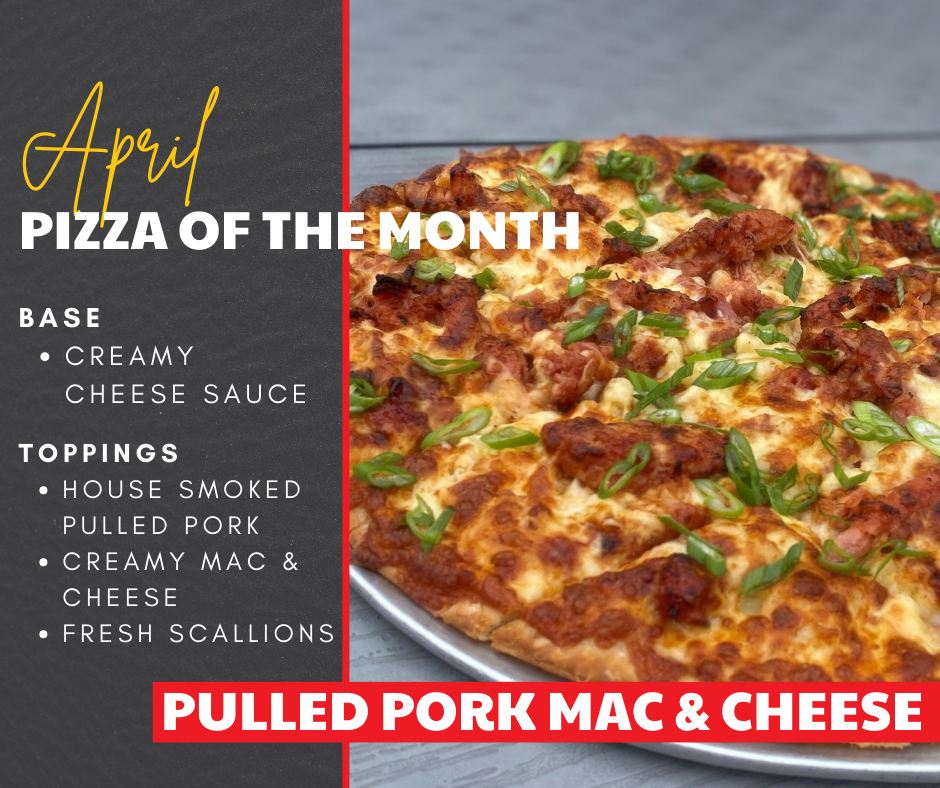 April
PIZZA OF THE MONTH
BASE
• CREAMY
CHEESE SAUCE
TOPPINGS
• HOUSE SMOKED
PULLED PORK
• CREAMY MAC &
CHEESE
• FRESH SCALLIONS
PULLED PORK MAC & CHEESE